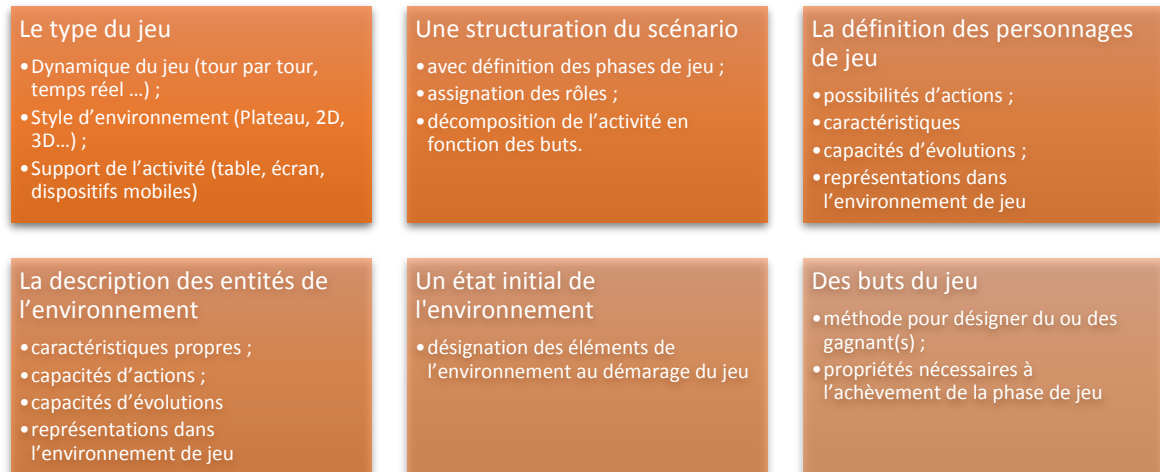 Le type du jeu
•Dynamique du jeu (tour par tour,
temps réel …) ;
•Style d’environnement (Plateau, 2D,
3D…) ;
•Support de l’activité (table, écran,
dispositifs mobiles)
Une structuration du scénario
•avec définition des phases de jeu ;
•assignation des rôles ;
•décomposition de l’activité en
fonction des buts.
La définition des personnages
de jeu
•possibilités d’actions ;
•caractéristiques
•capacités d’évolutions ;
•représentations dans
l’environnement de jeu
La description des entités de
l’environnement
•caractéristiques propres ;
•capacités d’actions ;
•capacités d’évolutions
•représentations dans
l’environnement de jeu
Un état initial de
l'environnement
•désignation des éléments de
l’environnement au démarage du jeu
Des buts du jeu
•méthode pour désigner du ou des
gagnant(s) ;
•propriétés nécessaires à
l’achèvement de la phase de jeu